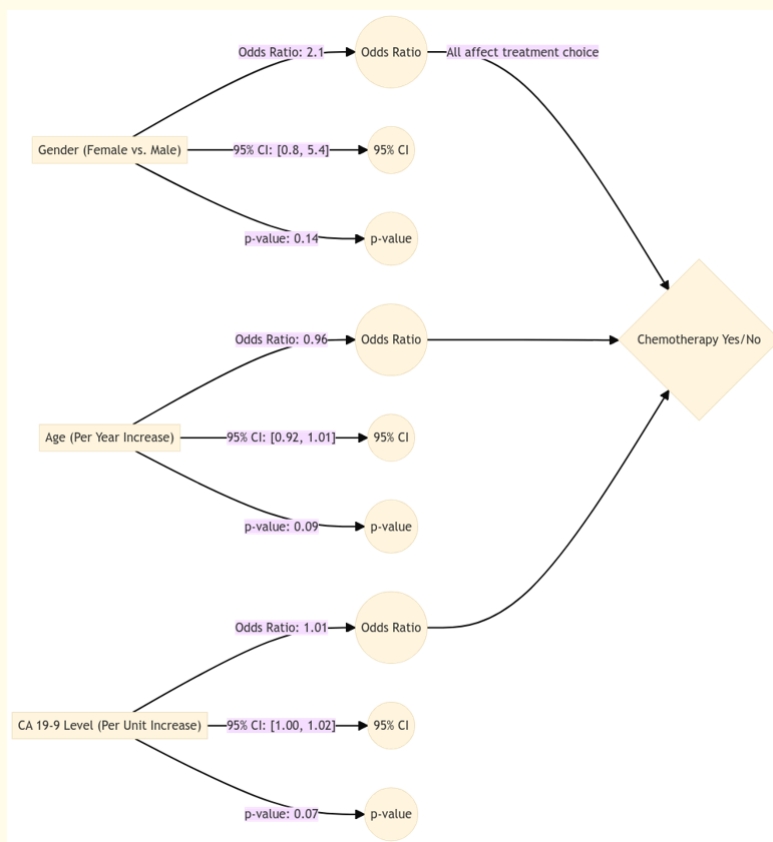 Odds Ratio: 2.1
Odds Ratio
All affect treatment choice
Gender (Female vs. Male)
95% CI: [0.8, 5.4]
95% CI
p-value: 0.14
p-value
Odds Ratio: 0.96
Odds Ratio
Chemotherapy Yes/No
Age (Per Year Increase)
95% CI: [0.92, 1.01]
95% CI
p-value: 0.09
p-value
Odds Ratio: 1.01
Odds Ratio
CA 19-9 Level (Per Unit Increase)
95% CI: [1.00, 1.02]
95% CI
p-value: 0.07
p-value